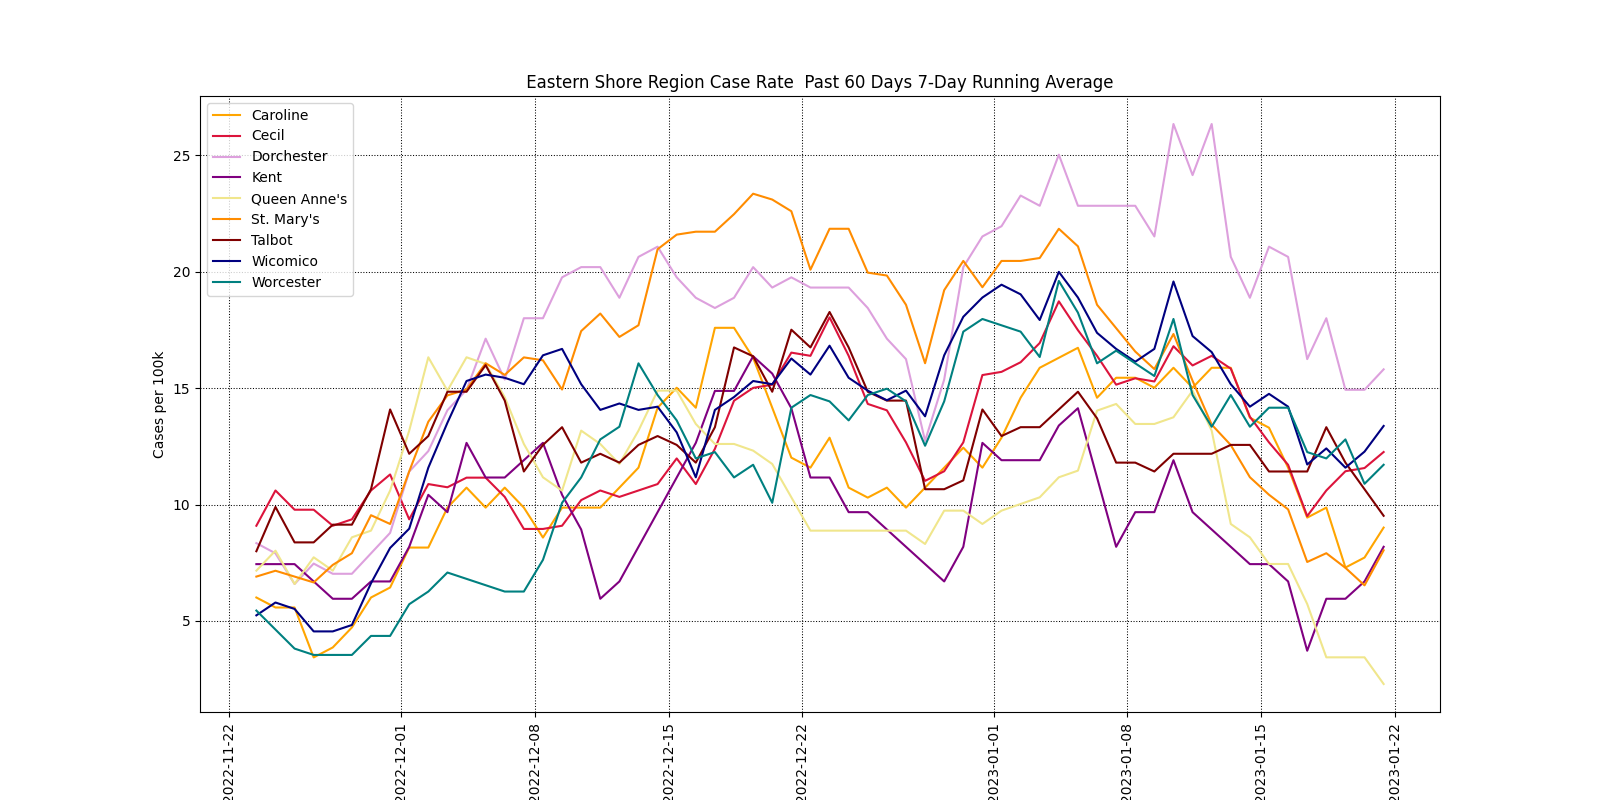 Eastern Shore Region Case Rate  Past 60 Days 7-Day Running Average
Caroline
Cecil
Dorchester
Kent
Queen Anne's
St. Mary's
Talbot
Wicomico
Worcester
Cases per 100k
25
20
15
10
5
2022-11-22
2022-12-01
2022-12-08
2022-12-15
2022-12-22
2023-01-01
2023-01-08
2023-01-15
2023-01-22